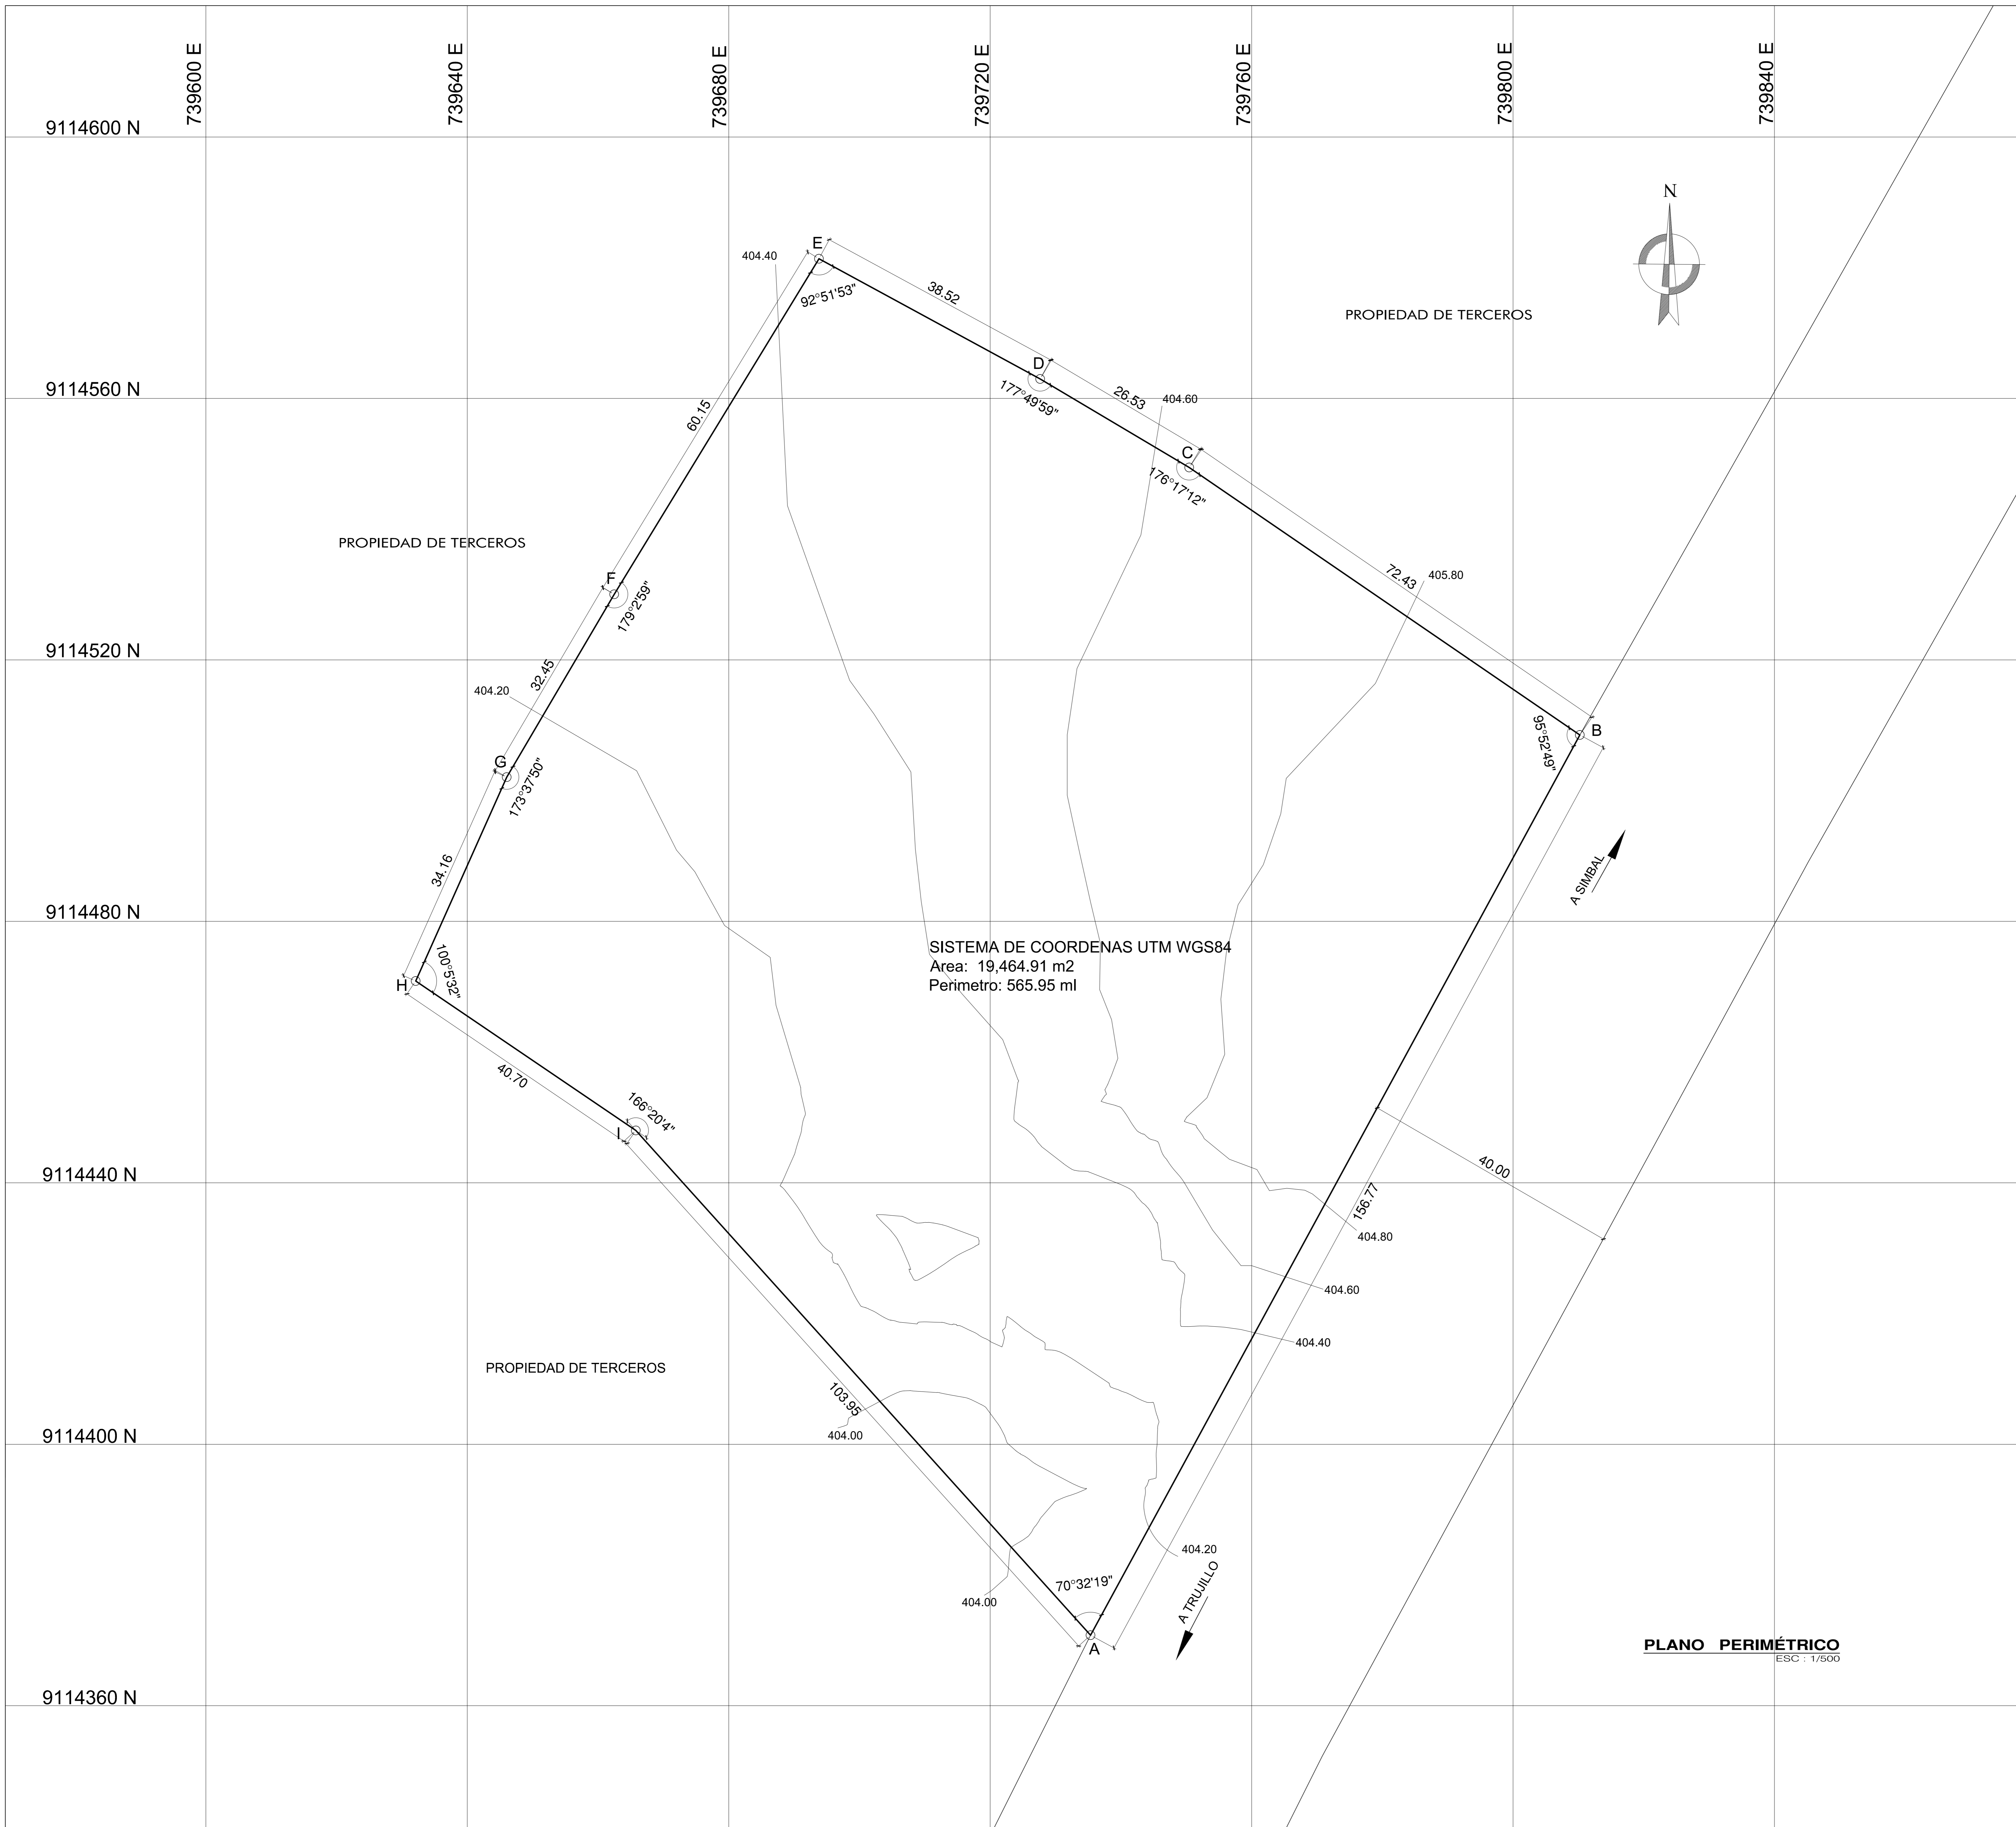 739600 E
739640 E
739680 E
739720 E
739760 E
739800 E
739840 E
9114600 N
N
E
404.40
92°51'53"
38.52
PROPIEDAD DE TERCEROS
D
177°49'59"
26.53
404.60
9114560 N
60.15
C
176°17'12"
PROPIEDAD DE TERCEROS
F
179°2'59"
72.43
405.80
9114520 N
32.45
404.20
B
95°52'49"
G
173°37'50"
34.16
A SIMBAL
9114480 N
SISTEMA DE COORDENAS UTM WGS84
Area: 19,464.91 m2
Perimetro: 565.95 ml
H
100°5'32"
40.70
166°20'4"
I
9114440 N
40.00
156.77
404.80
404.60
404.40
PROPIEDAD DE TERCEROS
103.95
404.00
9114400 N
404.20
70°32'19"
404.00
A TRUJILLO
A
PLANO PERIMÉTRICO
ESC : 1/500
9114360 N